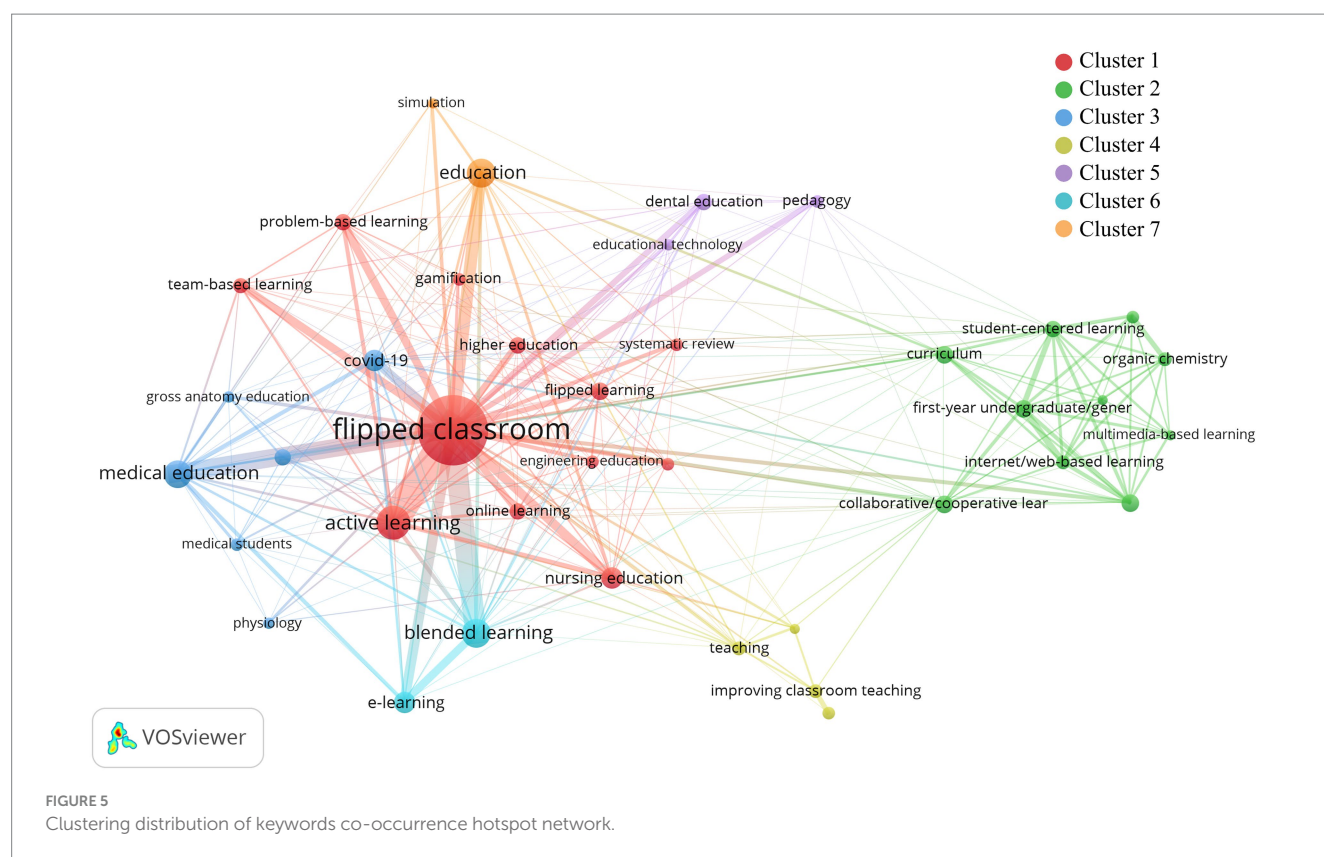 Cluster 1
Cluster 2
Cluster 3
Cluster 4
Cluster 5
Cluster 6
Cluster 7
simulation
education
dental education
pedagogy
problem-based learning
educational technology
gamification
team-based learning
student-centered learning
higher education
systematic review
curriculum
organic chemistry
covid-19
flipped learning
gross anatomy education
first-year undergraduate/gener
flipped classroom
multimedia-based learning
engineering education
internet/web-based learning
medical education
collaborative/cooperative lear
online learning
active learning
medical students
nursing education
physiology
blended learning
teaching
improving classroom teaching
e-learning
VOSviewer
FIGURE 5
Clustering distribution of keywords co-occurrence hotspot network.